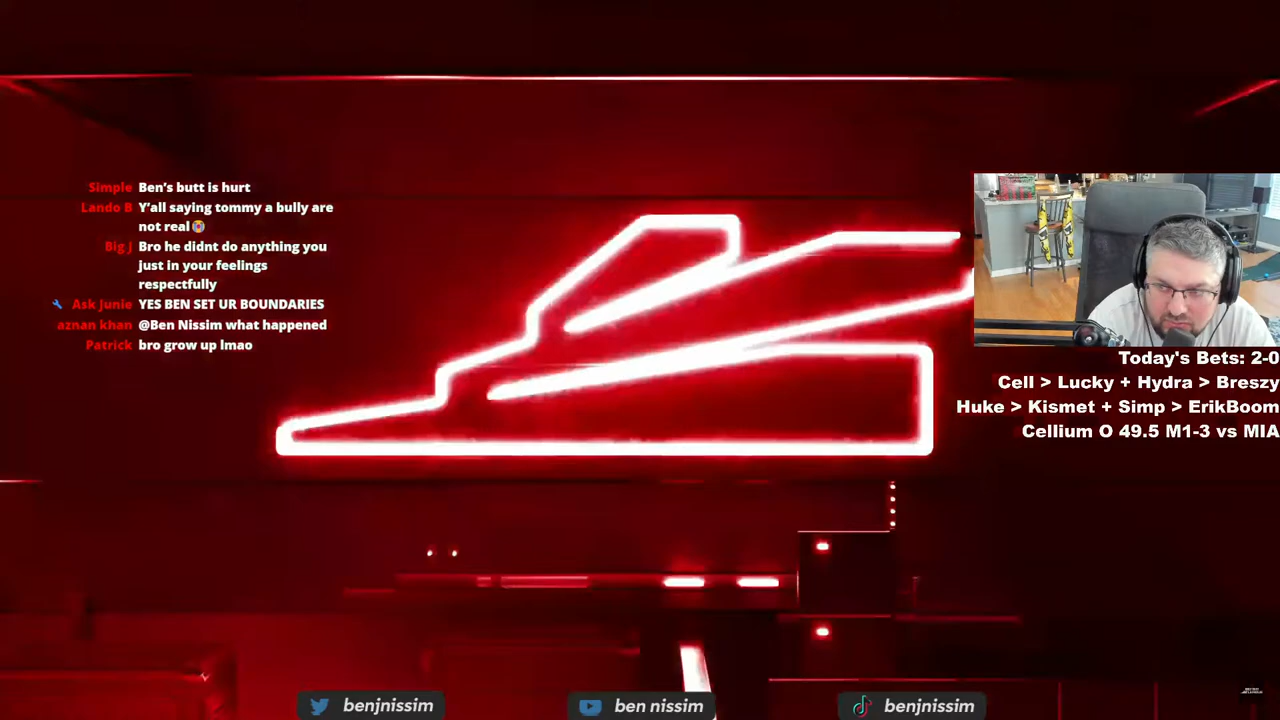 Simple Ben's butt is hurt
Lando B Y'all saying tommy a bully are
not real😭
Big J Bro he didnt do anything you
just in your feelings
respectfully
Ask Junie YES BEN SET UR BOUNDARIES
aznan khan @Ben Nissim what happened
Patrick bro grow up lmao
Today's Bets: 2-0
Cell > Lucky + Hydra > Breszy
Huke > Kismet + Simp > ErikBoom
Cellium O 49.5 M1-3 vs MIA
benjnissim
ben nissim
benjnissim